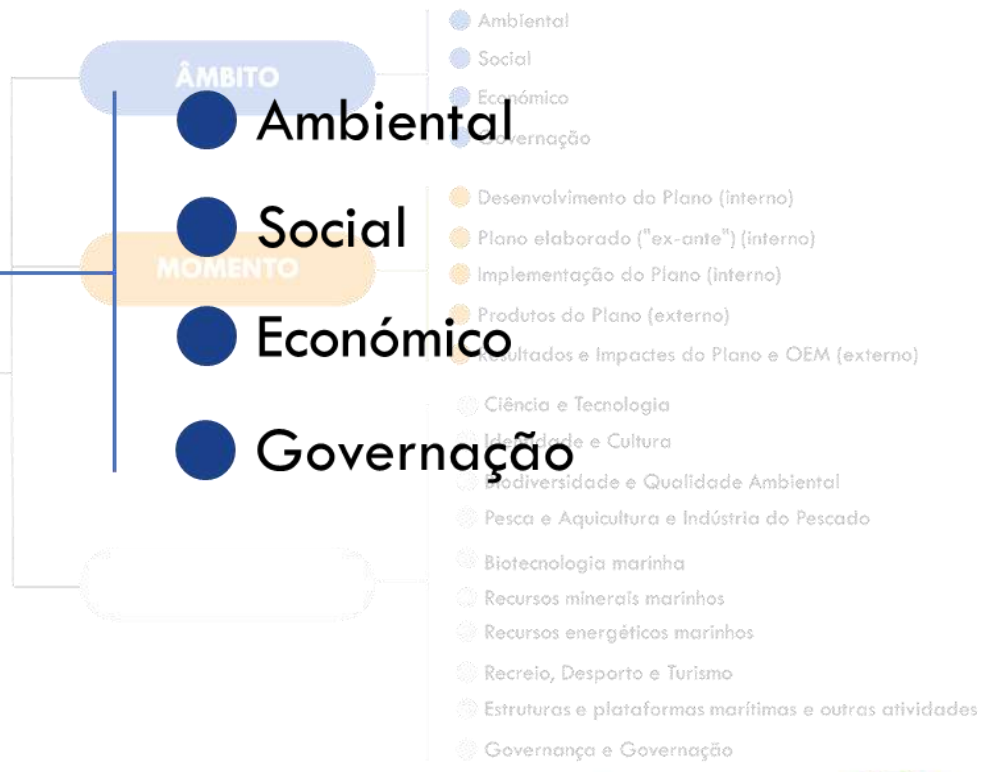 ÂMBITO
Ambiental
Social
Económico
Governação
Ambiental
Social
Económico
Governação
MOMENTO
Desenvolvimento do Plano (interno)
Plano elaborado ("ex-ante") (interno)
Implementação do Plano (interno)
Produtos do Plano (externo)
Resultados e Impactes do Plano e OEM (externo)
Ciência e Tecnologia
Identidade e Cultura
Biodiversidade e Qualidade Ambiental
Pesca e Aquicultura e Indústria do Pescado
Biotecnologia marinha
Recursos minerais marinhos
Recursos energéticos marinhos
Recreio, Desporto e Turismo
Estruturas e plataformas marítimas e outras atividades
Governança e Governação